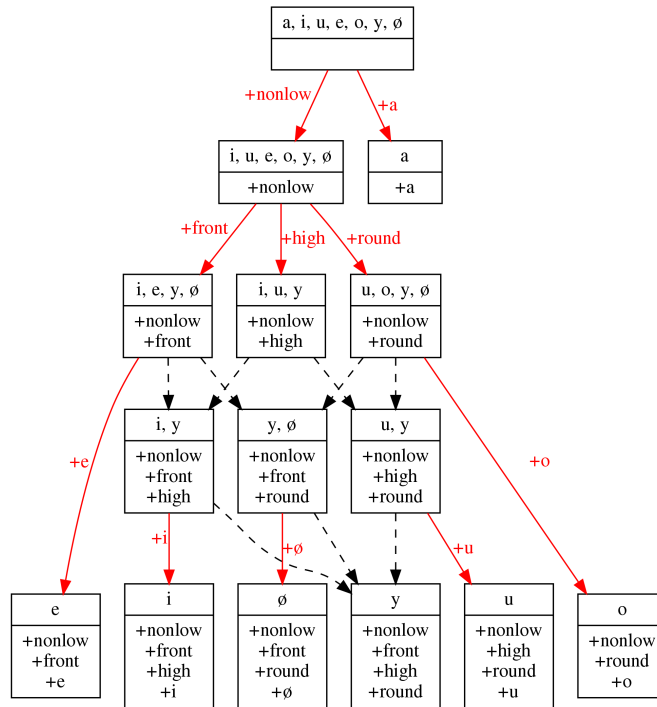 a, i, u, e, o, y, ø
+nonlow
+a
i, u, e, o, y, ø
+nonlow
a
+a
+front
+high
+round
i, e, y, ø
+nonlow
+front
i, u, y
+nonlow
+high
u, o, y, ø
+nonlow
+round
i, y
+nonlow
+front
+high
y, ø
+nonlow
+front
+round
u, y
+nonlow
+high
+round
+e
+o
+i
+ø
+u
e
+nonlow
+front
+e
i
+nonlow
+front
+high
+i
ø
+nonlow
+front
+round
+ø
y
+nonlow
+front
+high
+round
u
+nonlow
+high
+round
+u
o
+nonlow
+round
+o